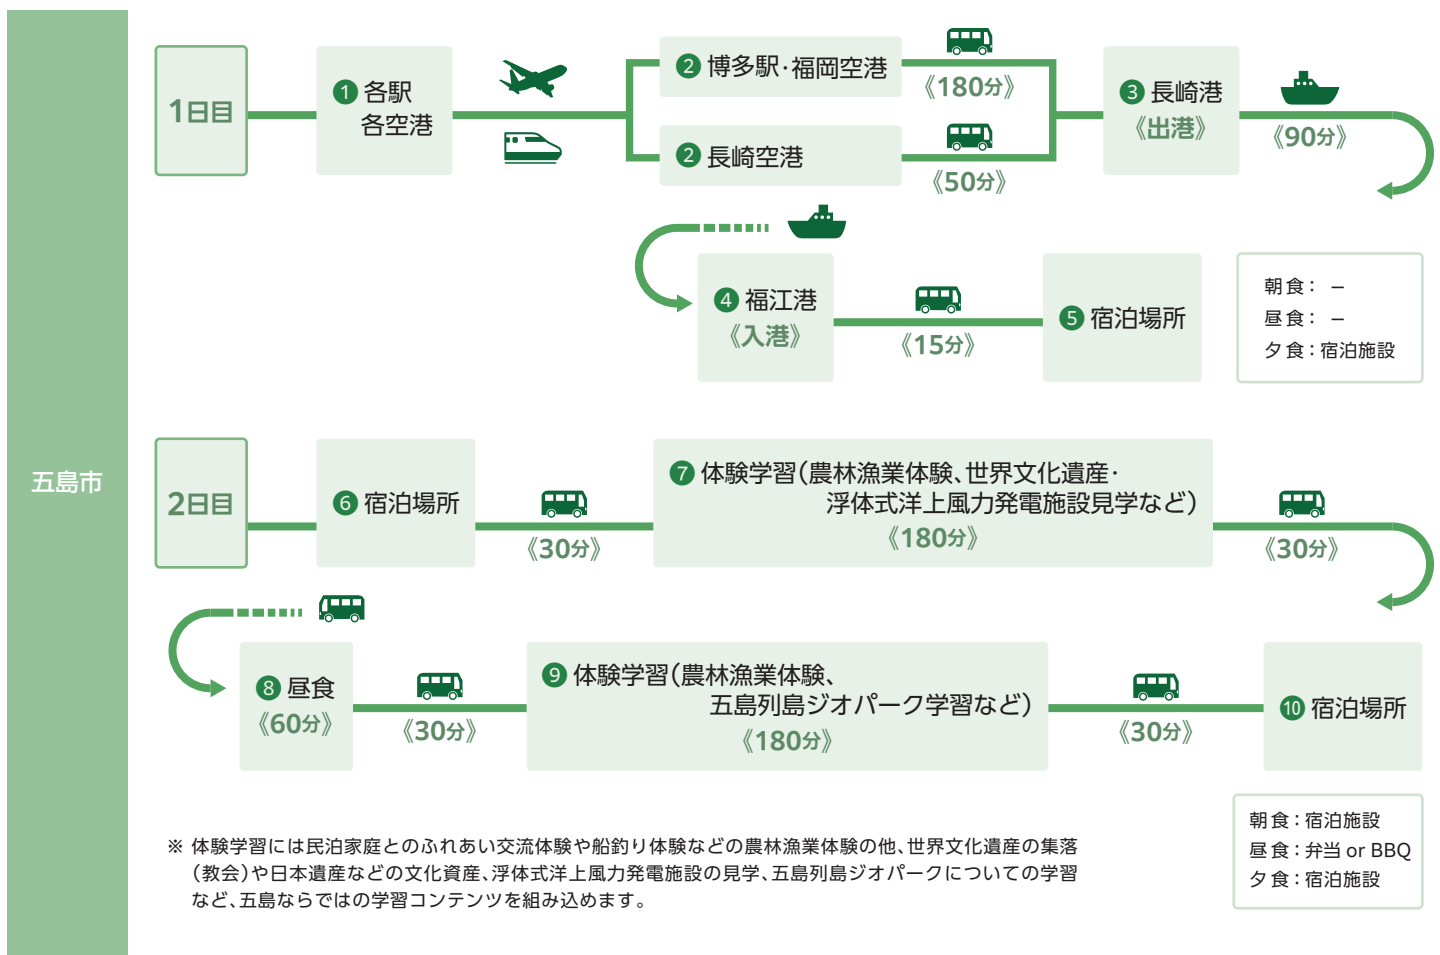 五島市
1日目
❶ 各駅
各空港
❷ 博多駅・福岡空港
《180分》
❷ 長崎空港
《50分》
❸ 長崎港
《出港》
《90分》
❹ 福江港
《入港》
《15分》
❺ 宿泊場所
朝食： －
昼食： －
夕食：宿泊施設
2日目
❻ 宿泊場所
《30分》
❼ 体験学習（農林漁業体験、世界文化遺産・
浮体式洋上風力発電施設見学など）
《180分》
《30分》
❽ 昼食
《60分》
《30分》
❾ 体験学習（農林漁業体験、
五島列島ジオパーク学習など）
《180分》
《30分》
❿ 宿泊場所
朝食：宿泊施設
昼食：弁当 or BBQ
夕食：宿泊施設
※ 体験学習には民泊家庭とのふれあい交流体験や船釣り体験などの農林漁業体験の他、世界文化遺産の集落
（教会）や日本遺産などの文化資産、浮体式洋上風力発電施設の見学、五島列島ジオパークについての学習
など、五島ならではの学習コンテンツを組み込めます。